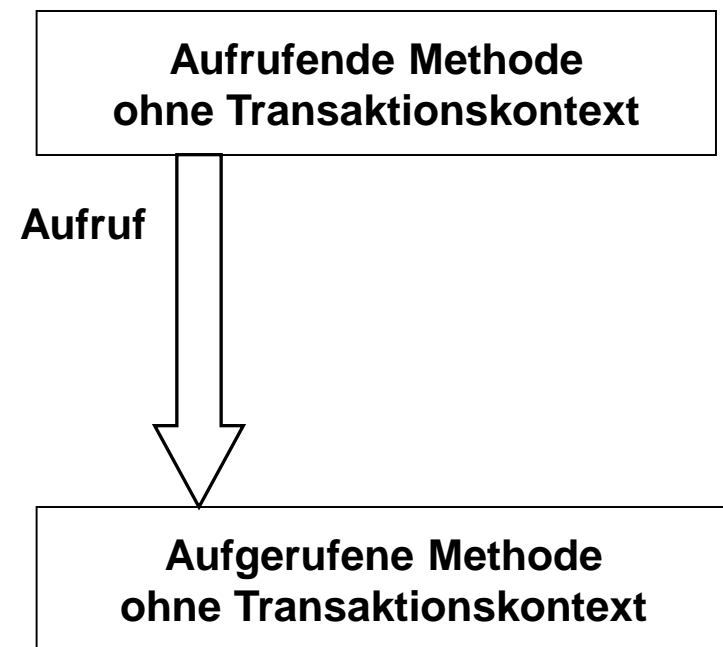 Aufrufende Methode
ohne Transaktionskontext
Aufruf
Aufgerufene Methode
ohne Transaktionskontext